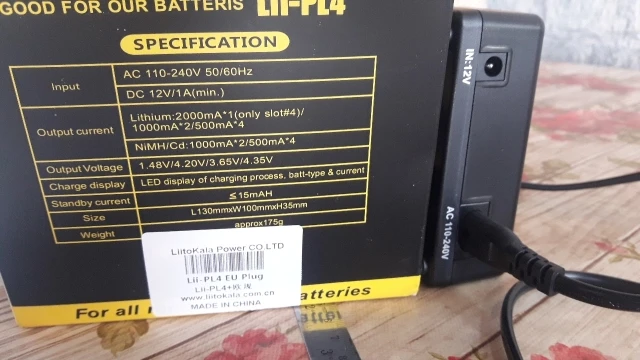 GOOD FOR OUR BATTERIS LII-PL4
SPECIFICATION
Input
AC 110-240V 50/60Hz
DC 12V/1A(min.)
Output current
Lithium:2000mA*1(only slot#4)/
1000mA*2/500mA*4
NiMH/Cd:1000mA*2/500mA*4
Output Voltage 1.48V/4.20V/3.65V/4.35V
Charge display LED display of charging process, batt-type & current
Standby current ≤15mAH
Size L130mmxW100mmxH35mm
Weight approx175g
LiitoKala Power CO.LTD
Lii-PL4 EU Plug
Lii-PL4+欧规
www.liitokala.com.cn
MADE IN CHINA
For all
atteries
IN:12V
AC 110-240V